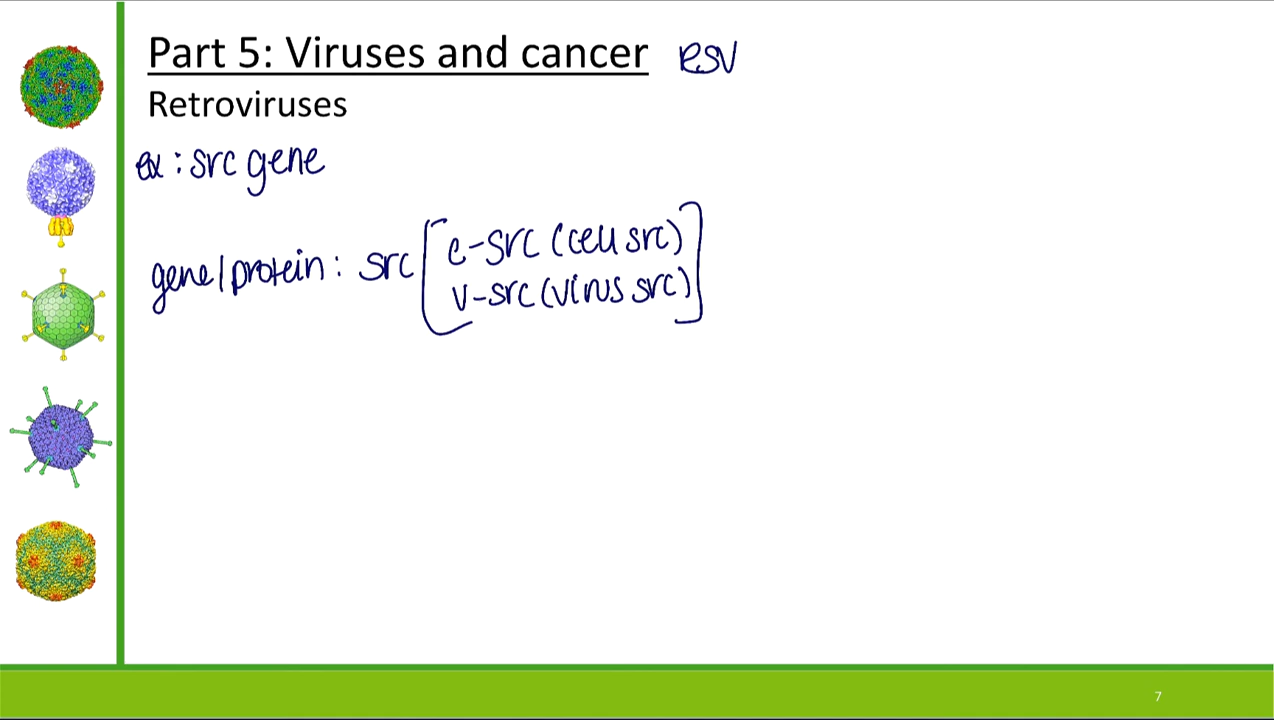 Part 5: Viruses and cancer RSV
Retroviruses
ex: src gene
gene/protein: src [c-src (cell src)
v-src (virus src)]
7